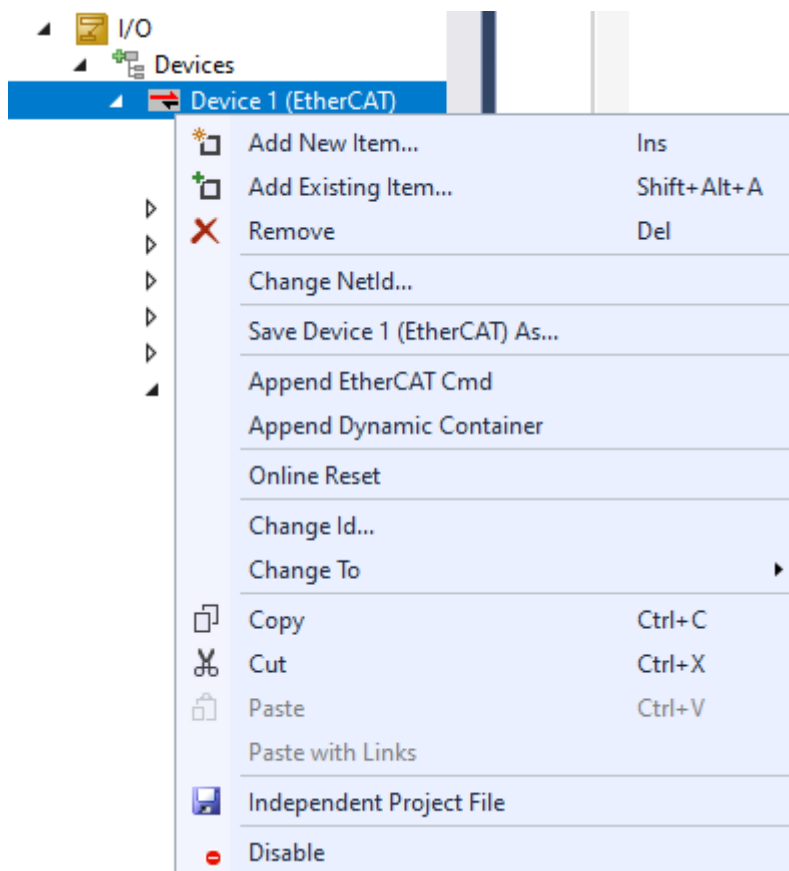 I/O
Devices
Device 1 (EtherCAT)
Add New Item... Ins
Add Existing Item... Shift+Alt+A
Remove Del
Change NetId...
Save Device 1 (EtherCAT) As...
Append EtherCAT Cmd
Append Dynamic Container
Online Reset
Change Id...
Change To
Copy Ctrl+C
Cut Ctrl+X
Paste Ctrl+V
Paste with Links
Independent Project File
Disable